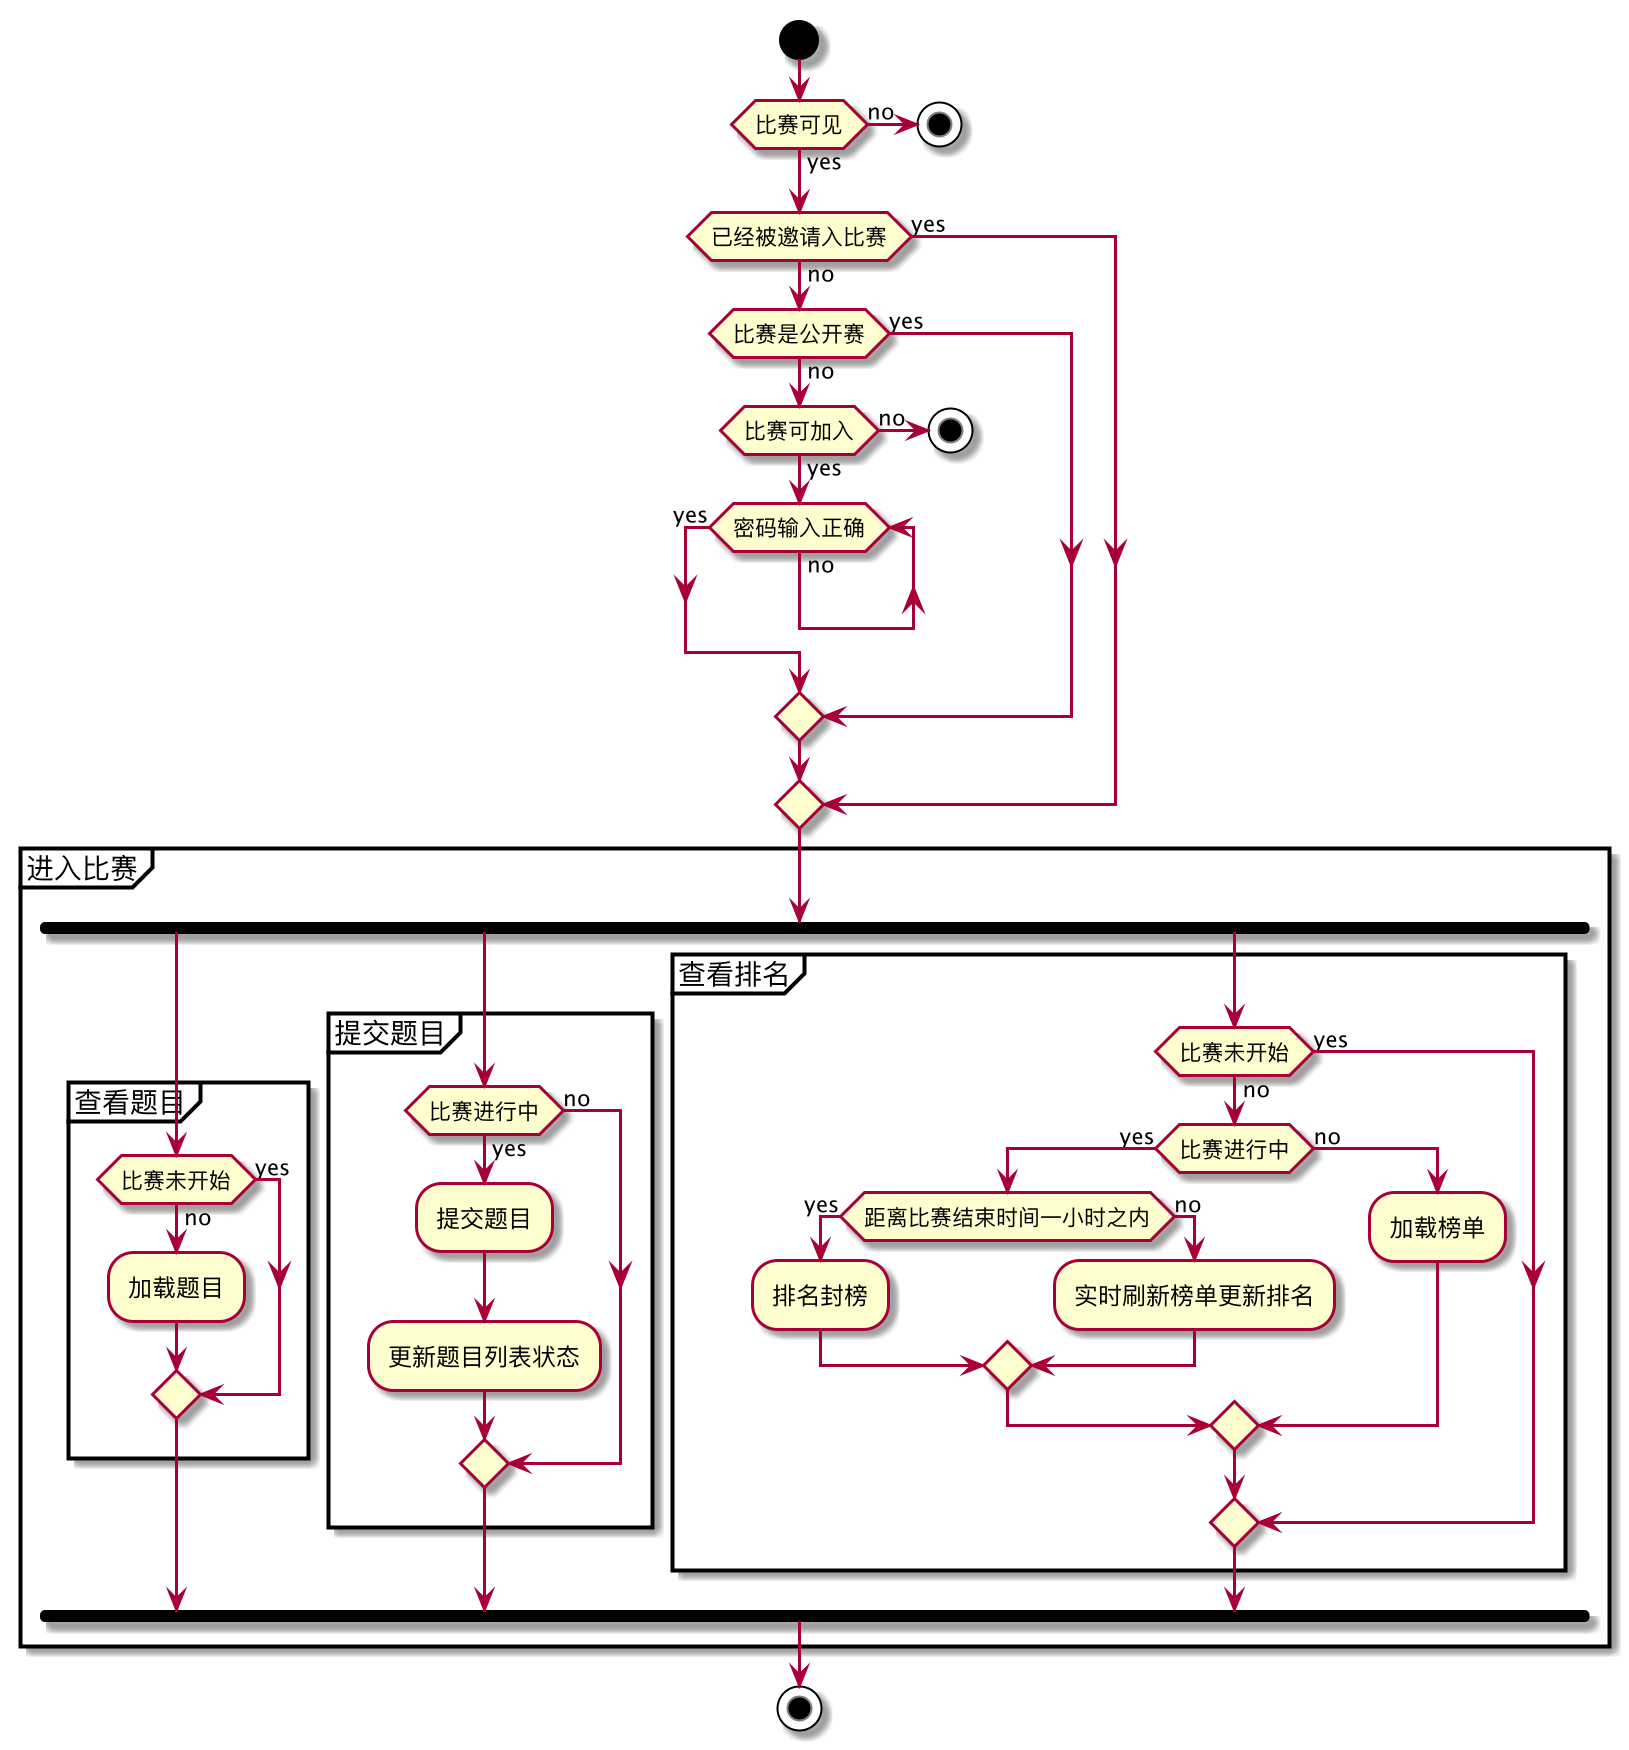 比赛可见
no
yes
已经被邀请入比赛
yes
no
比赛是公开赛
yes
no
比赛可加入
no
yes
yes
密码输入正确
no
进入比赛
查看题目
比赛未开始
yes
no
加载题目
提交题目
比赛进行中
no
yes
提交题目
更新题目列表状态
查看排名
比赛未开始
yes
no
yes
比赛进行中
no
yes
距离比赛结束时间一小时之内
no
排名封榜
实时刷新榜单更新排名
加载榜单